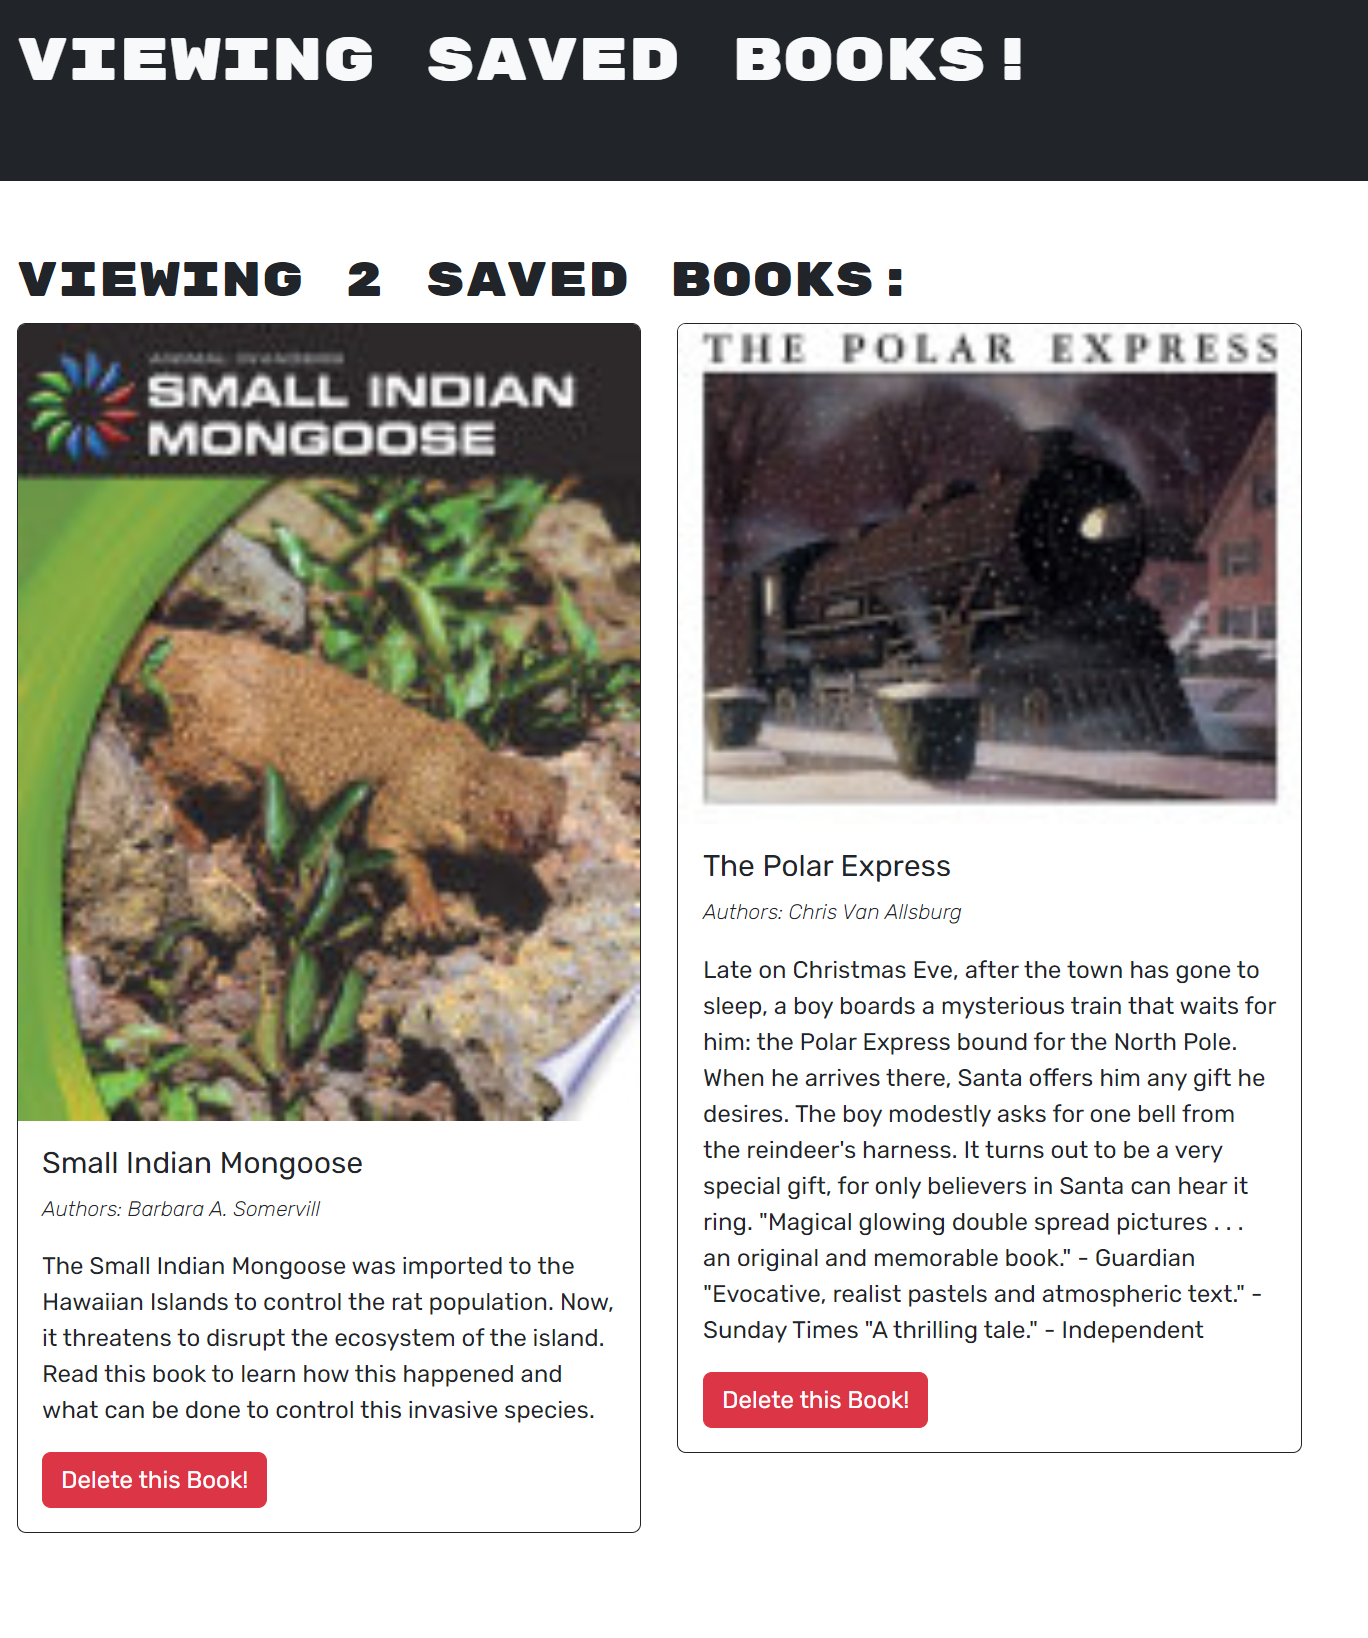 VIEWING SAVED BOOKS!
VIEWING 2 SAVED BOOKS:
ANIMAL INVADERS
SMALL INDIAN
MONGOOSE
Small Indian Mongoose
Authors: Barbara A. Somervill
The Small Indian Mongoose was imported to the
Hawaiian Islands to control the rat population. Now,
it threatens to disrupt the ecosystem of the island.
Read this book to learn how this happened and
what can be done to control this invasive species.
Delete this Book!
THE POLAR EXPRESS
The Polar Express
Authors: Chris Van Allsburg
Late on Christmas Eve, after the town has gone to
sleep, a boy boards a mysterious train that waits for
him: the Polar Express bound for the North Pole.
When he arrives there, Santa offers him any gift he
desires. The boy modestly asks for one bell from
the reindeer's harness. It turns out to be a very
special gift, for only believers in Santa can hear it
ring. "Magical glowing double spread pictures . . .
an original and memorable book." - Guardian
"Evocative, realist pastels and atmospheric text." -
Sunday Times "A thrilling tale." - Independent
Delete this Book!